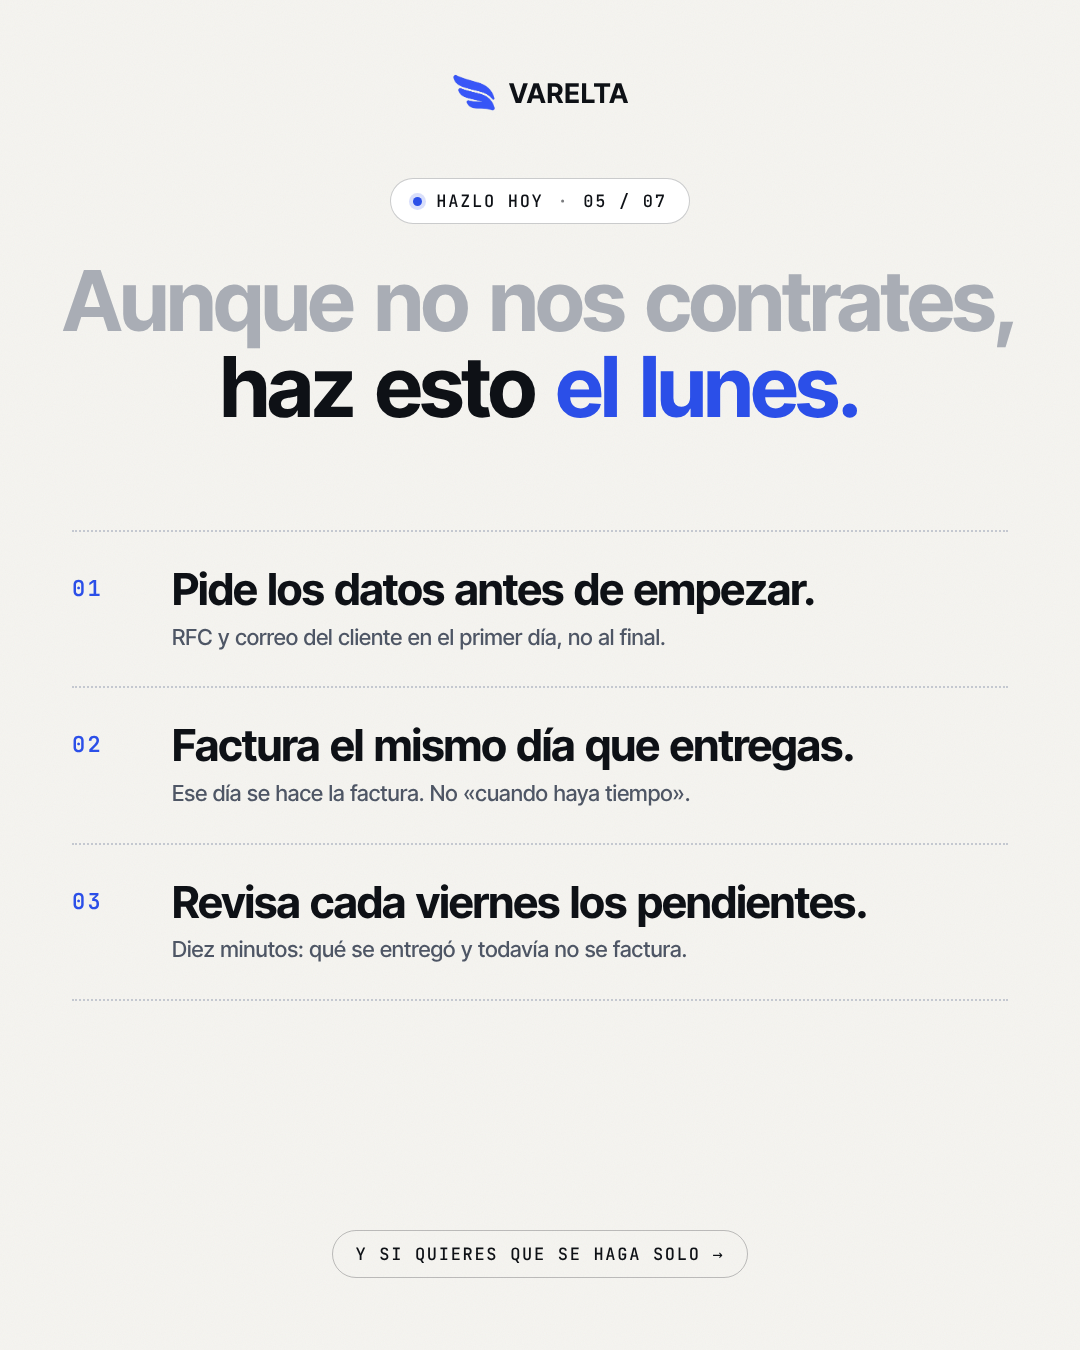 VARELTA
HAZLO HOY · 05 / 07
Aunque no nos contrates,
haz esto el lunes.
01
Pide los datos antes de empezar.
RFC y correo del cliente en el primer día, no al final.
02
Factura el mismo día que entregas.
Ese día se hace la factura. No «cuando haya tiempo».
03
Revisa cada viernes los pendientes.
Diez minutos: qué se entregó y todavía no se factura.
Y SI QUIERES QUE SE HAGA SOLO →